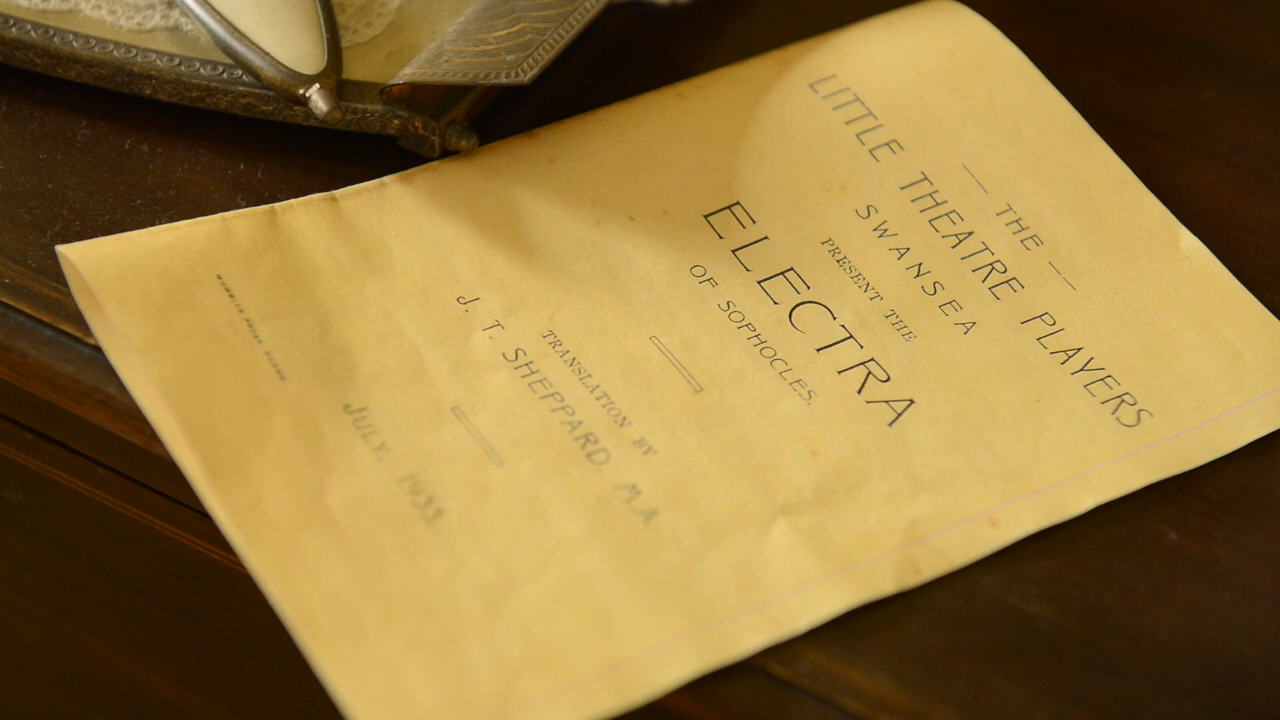 THE
LITTLE THEATRE PLAYERS
SWANSEA
PRESENT THE
ELECTRA
OF SOPHOCLES.
TRANSLATION BY
J. T. SHEPPARD. M.A
JULY, 1933